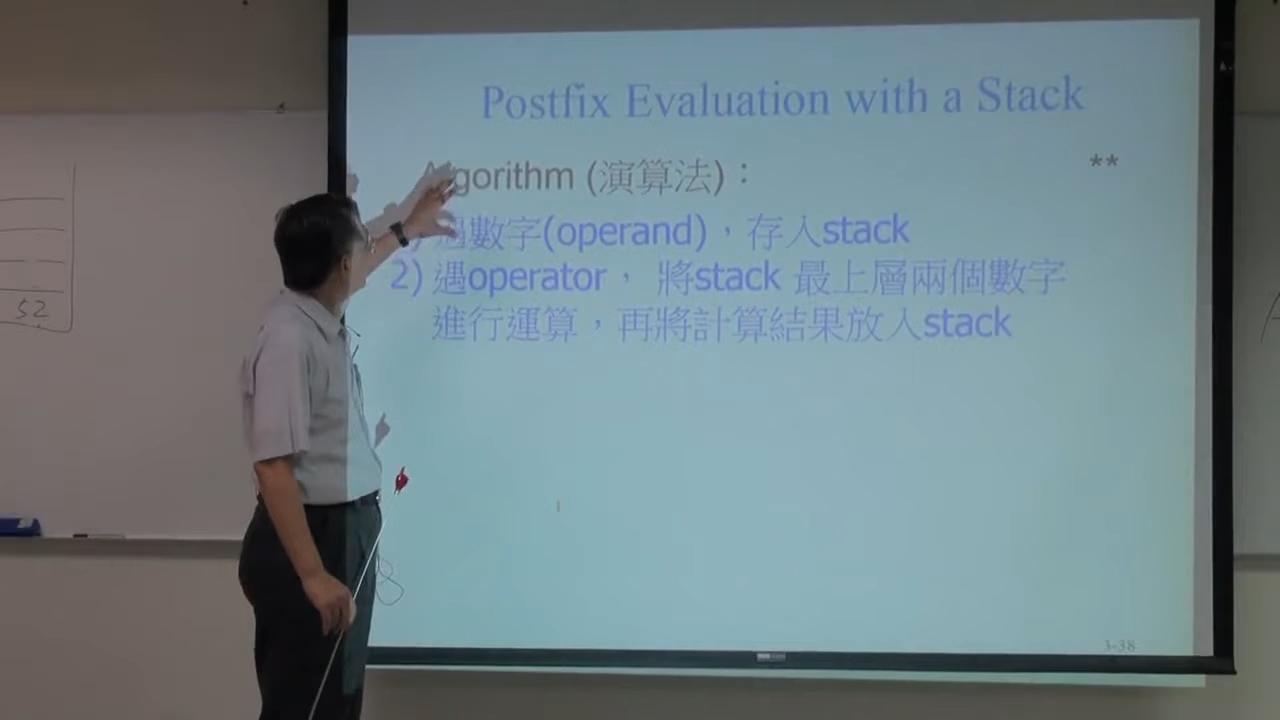 Postfix Evaluation with a Stack
Algorithm (演算法)：
**
遇數字(operand)，存入stack
2) 遇operator， 將stack 最上層兩個數字
進行運算，再將計算結果放入stack
52
3-38